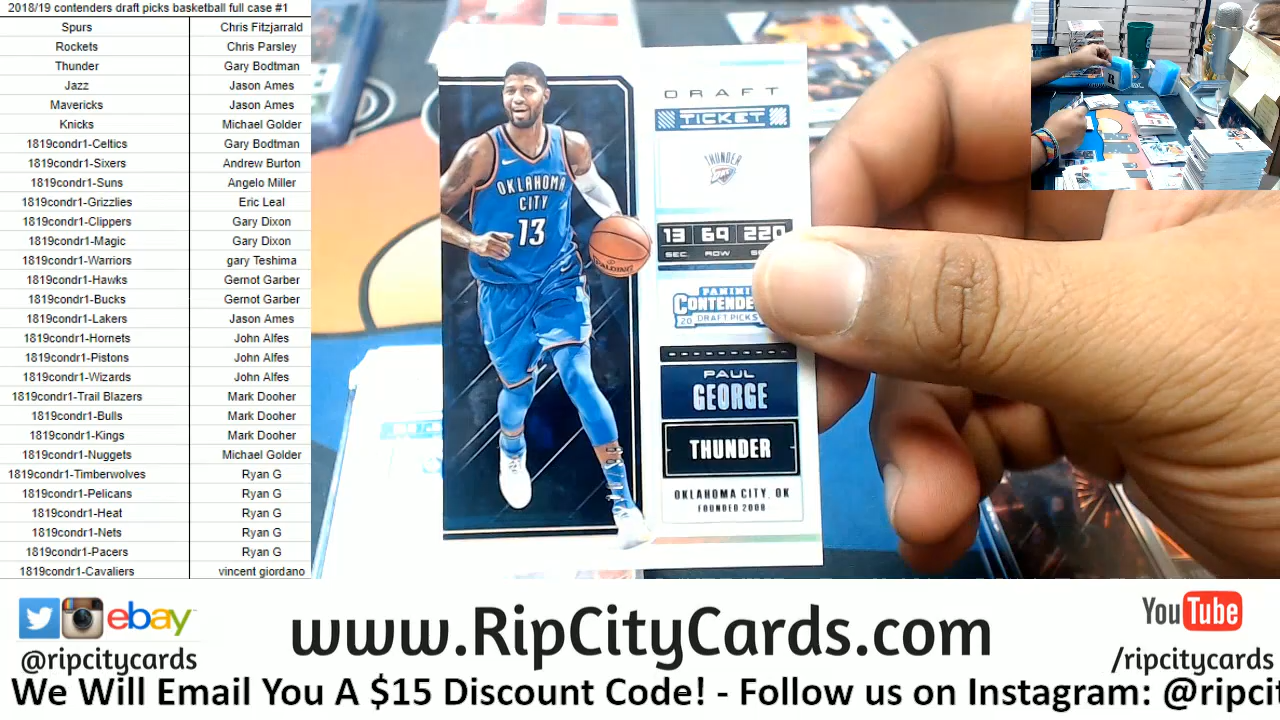 2018/19 contenders draft picks basketball full case #1
Spurs Chris Fitzjarrald
Rockets Chris Parsley
Thunder Gary Bodtman
Jazz Jason Ames
Mavericks Jason Ames
Knicks Michael Golder
1819condr1-Celtics Gary Bodtman
1819condr1-Sixers Andrew Burton
1819condr1-Suns Angelo Miller
1819condr1-Grizzlies Eric Leal
1819condr1-Clippers Gary Dixon
1819condr1-Magic Gary Dixon
1819condr1-Warriors gary Teshima
1819condr1-Hawks Gernot Garber
1819condr1-Bucks Gernot Garber
1819condr1-Lakers Jason Ames
1819condr1-Hornets John Alfes
1819condr1-Pistons John Alfes
1819condr1-Wizards John Alfes
1819condr1-Trail Blazers Mark Dooher
1819condr1-Bulls Mark Dooher
1819condr1-Kings Mark Dooher
1819condr1-Nuggets Michael Golder
1819condr1-Timberwolves Ryan G
1819condr1-Pelicans Ryan G
1819condr1-Heat Ryan G
1819condr1-Nets Ryan G
1819condr1-Pacers Ryan G
1819condr1-Cavaliers vincent giordano
OKLAHOMA
CITY
13
SPALDING
DRAFT
TICKET
THUNDER
13 69 220
SEC. ROW
PANINI
CONTENDE
20 DRAFT PICKS
PAUL
GEORGE
THUNDER
OKLAHOMA CITY, OK
FOUNDED 2008
ebay
@ripcitycards
www.RipCityCards.com
YouTube
/ripcitycards
We Will Email You A $15 Discount Code! - Follow us on Instagram: @ripcit